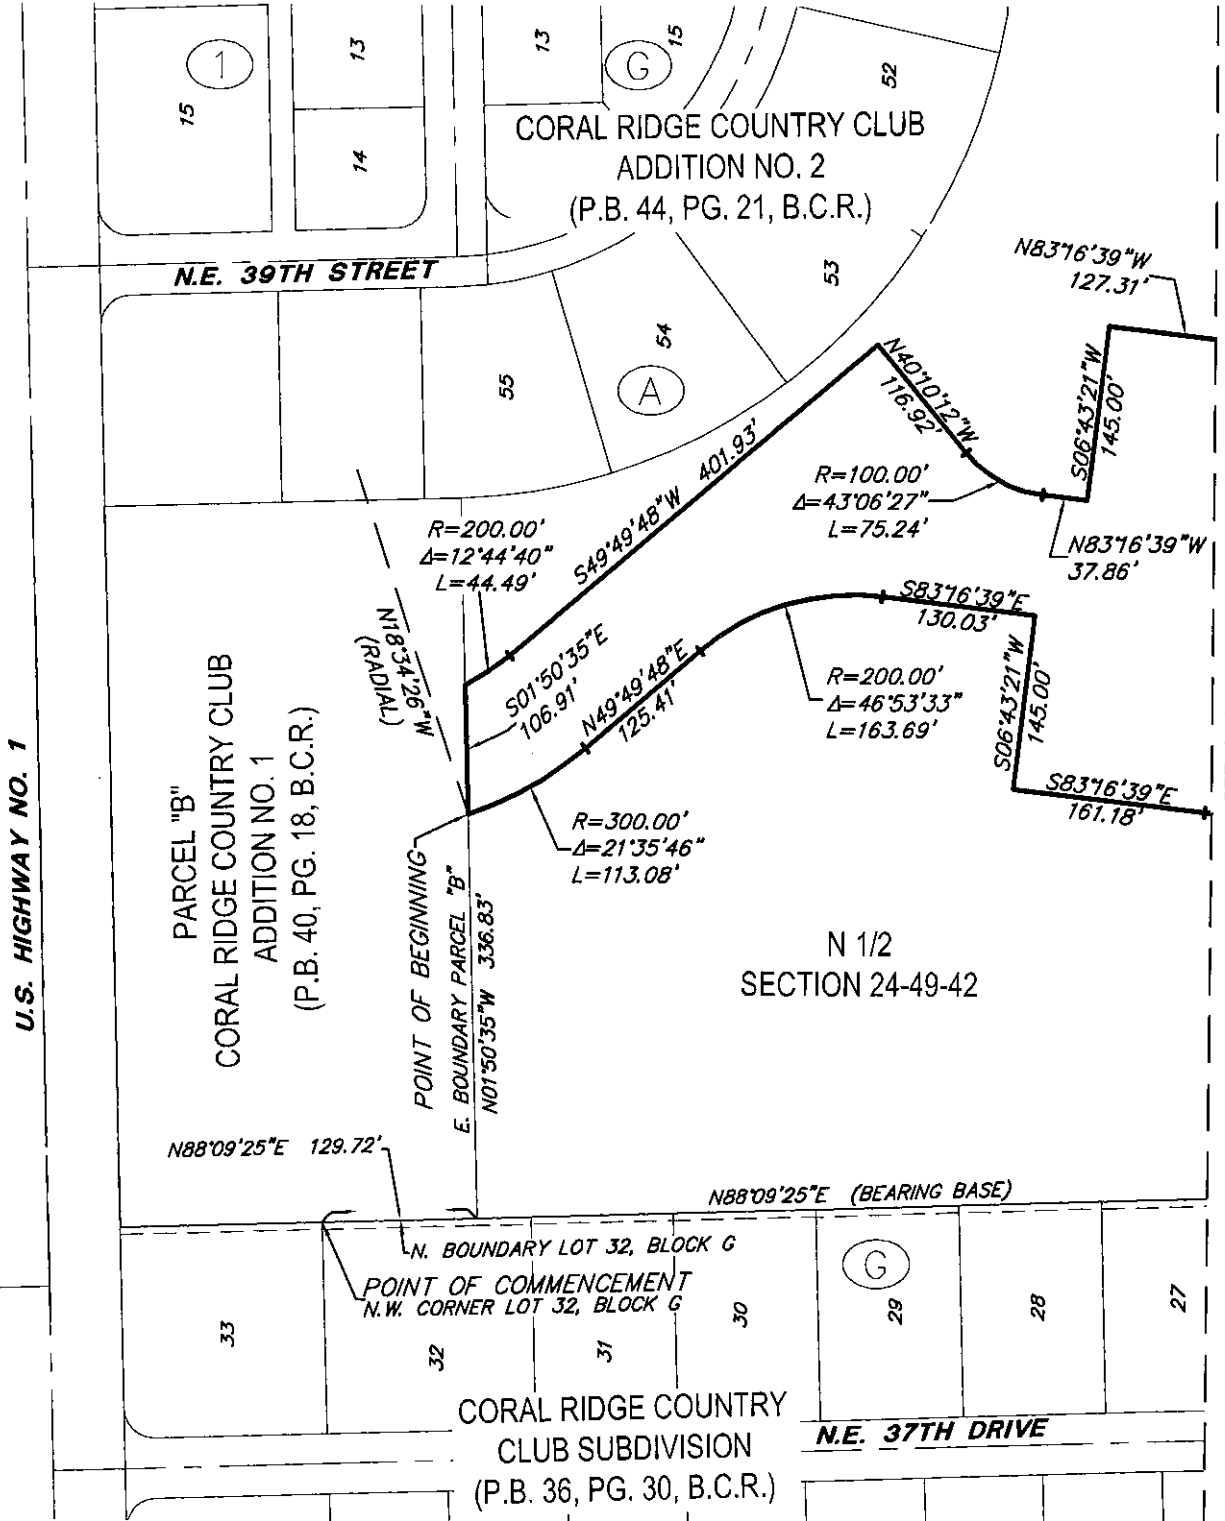 1
15
13
14
13
G
15
52
CORAL RIDGE COUNTRY CLUB
ADDITION NO. 2
(P.B. 44, PG. 21, B.C.R.)
N.E. 39TH STREET
53
54
55
A
N83°16'39"W
127.31'
N40°10'12"W
116.92'
S06°43'21"W
145.00'
S49°49'48"W 401.93'
R=100.00'
Δ=43°06'27"
L=75.24'
N83°16'39"W
37.86'
R=200.00'
Δ=12°44'40"
L=44.49'
S83°16'39"E
130.03'
N18°34'26"W
(RADIAL)
S01°50'35"E
106.91'
N49°49'48"E
125.41'
R=200.00'
Δ=46°53'33"
L=163.69'
S06°43'21"W
145.00'
S83°16'39"E
161.18'
R=300.00'
Δ=21°35'46"
L=113.08'
U.S. HIGHWAY NO. 1
PARCEL "B"
CORAL RIDGE COUNTRY CLUB
ADDITION NO. 1
(P.B. 40, PG. 18, B.C.R.)
POINT OF BEGINNING
E. BOUNDARY PARCEL "B"
N01°50'35"W 336.83'
N 1/2
SECTION 24-49-42
N88°09'25"E 129.72'
N88°09'25"E (BEARING BASE)
N. BOUNDARY LOT 32, BLOCK G
POINT OF COMMENCEMENT
N.W. CORNER LOT 32, BLOCK G
G
33
32
31
30
29
28
27
CORAL RIDGE COUNTRY
CLUB SUBDIVISION
(P.B. 36, PG. 30, B.C.R.)
N.E. 37TH DRIVE